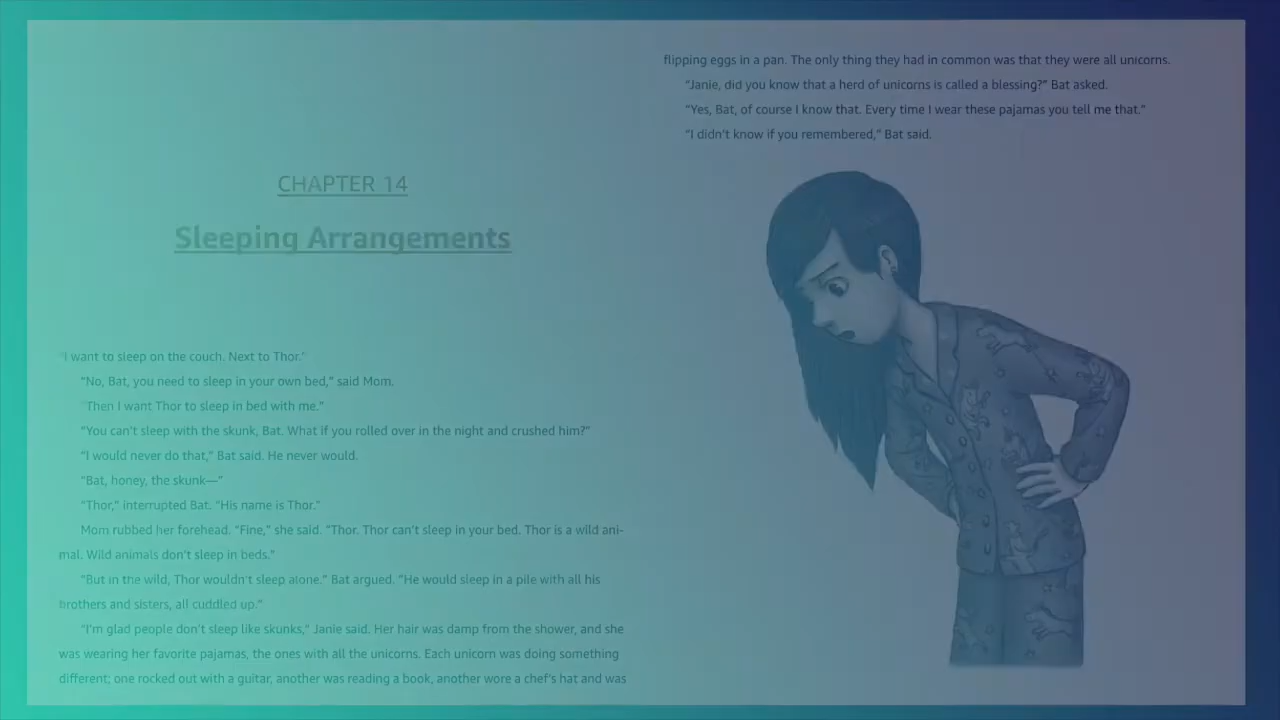 CHAPTER 14
Sleeping Arrangements
“I want to sleep on the couch. Next to Thor.”
“No, Bat, you need to sleep in your own bed,” said Mom.
“Then I want Thor to sleep in bed with me.”
“You can’t sleep with the skunk, Bat. What if you rolled over in the night and crushed him?”
“I would never do that,” Bat said. He never would.
“Bat, honey, the skunk—”
“Thor,” interrupted Bat. “His name is Thor.”
Mom rubbed her forehead. “Fine,” she said. “Thor. Thor can’t sleep in your bed. Thor is a wild ani-
mal. Wild animals don’t sleep in beds.”
“But in the wild, Thor wouldn’t sleep alone.” Bat argued. “He would sleep in a pile with all his
brothers and sisters, all cuddled up.”
“I’m glad people don’t sleep like skunks,” Janie said. Her hair was damp from the shower, and she
was wearing her favorite pajamas, the ones with all the unicorns. Each unicorn was doing something
different; one rocked out with a guitar, another was reading a book, another wore a chef’s hat and was
flipping eggs in a pan. The only thing they had in common was that they were all unicorns.
“Janie, did you know that a herd of unicorns is called a blessing?” Bat asked.
“Yes, Bat, of course I know that. Every time I wear these pajamas you tell me that.”
“I didn’t know if you remembered,” Bat said.